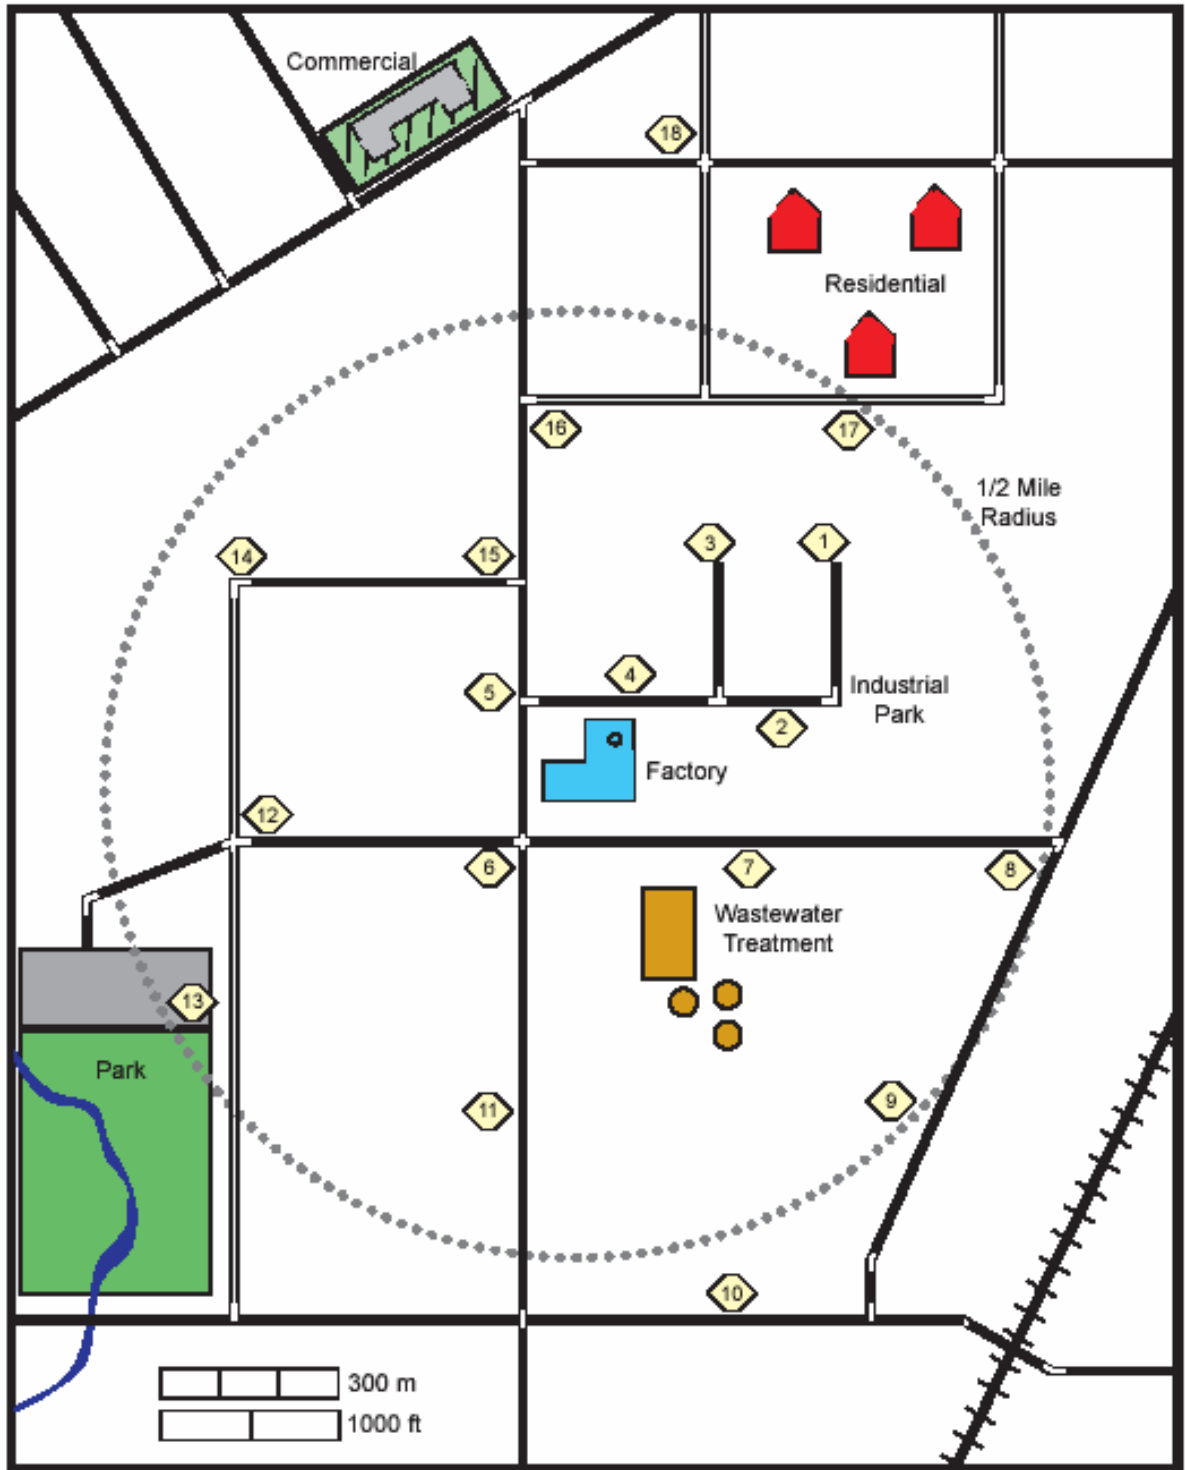 Commercial
18
Residential
16
17
1/2 Mile
Radius
14
15
3
1
4
5
Industrial
Park
2
Factory
12
6
7
8
Wastewater
Treatment
13
Park
9
11
10
300 m
1000 ft